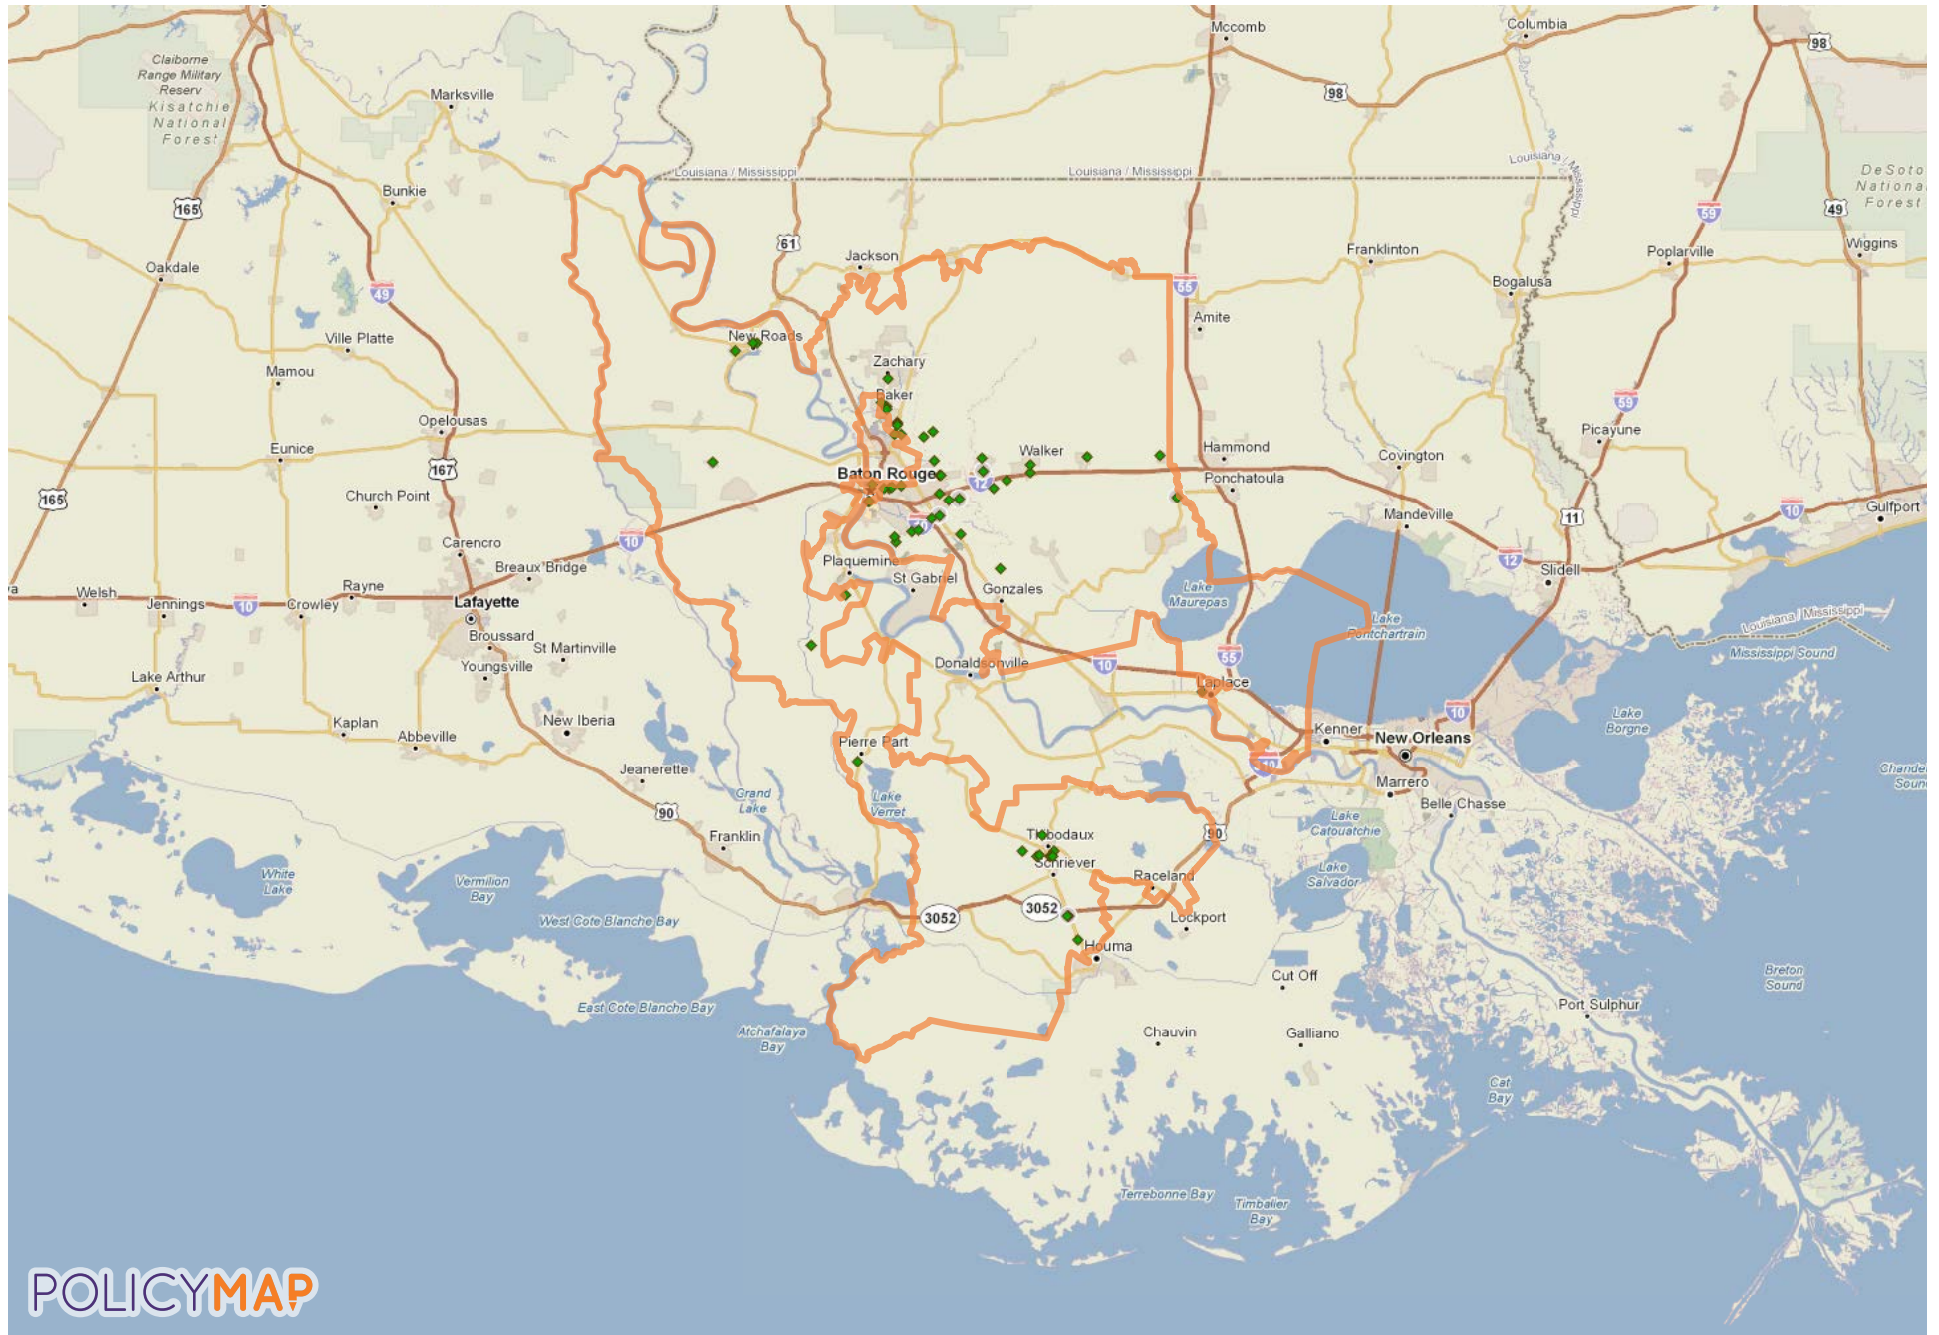 Mccomb
Columbia
98
Claiborne
Range Military
Reserv
Kisatchie
National
Forest
Marksville
98
Louisiana / Mississippi
Louisiana / Mississippi
Louisiana / Mississippi
DeSoto
Nationa
Forest
165
Bunkie
59
49
61
Jackson
Franklinton
Poplarville
Wiggins
Oakdale
49
55
Bogalusa
Amite
Ville Platte
New Roads
Zachary
Mamou
Baker
59
Opelousas
Picayune
Eunice
167
Walker
Hammond
Covington
Baton Rouge
12
165
Church Point
Ponchatoula
Mandeville
11
10
Gulfport
10
Carencro
10
Plaquemine
12
Slidell
Breaux Bridge
St Gabriel
Gonzales
Lake
Maurepas
a
Welsh
Jennings
10
Crowley
Rayne
Lafayette
Lake
Pontchartrain
Louisiana / Mississippi
Broussard
St Martinville
Youngsville
Donaldsonville
10
55
Mississippi Sound
Lake Arthur
Laplace
10
Lake
Borgne
Kaplan
Abbeville
New Iberia
Pierre Part
Kenner
New Orleans
Jeanerette
Marrero
Chandel
Soun
Grand
Lake
Lake
Verret
Belle Chasse
90
Franklin
Thibodaux
90
Lake
Catouatchie
Schriever
Raceland
Lake
Salvador
White
Lake
Vermilion
Bay
3052
3052
Lockport
West Cote Blanche Bay
Houma
Cut Off
Breton
Sound
East Cote Blanche Bay
Port Sulphur
Atchafalaya
Bay
Chauvin
Galliano
Cat
Bay
Terrebonne Bay
Timbalier
Bay
POLICYMAP